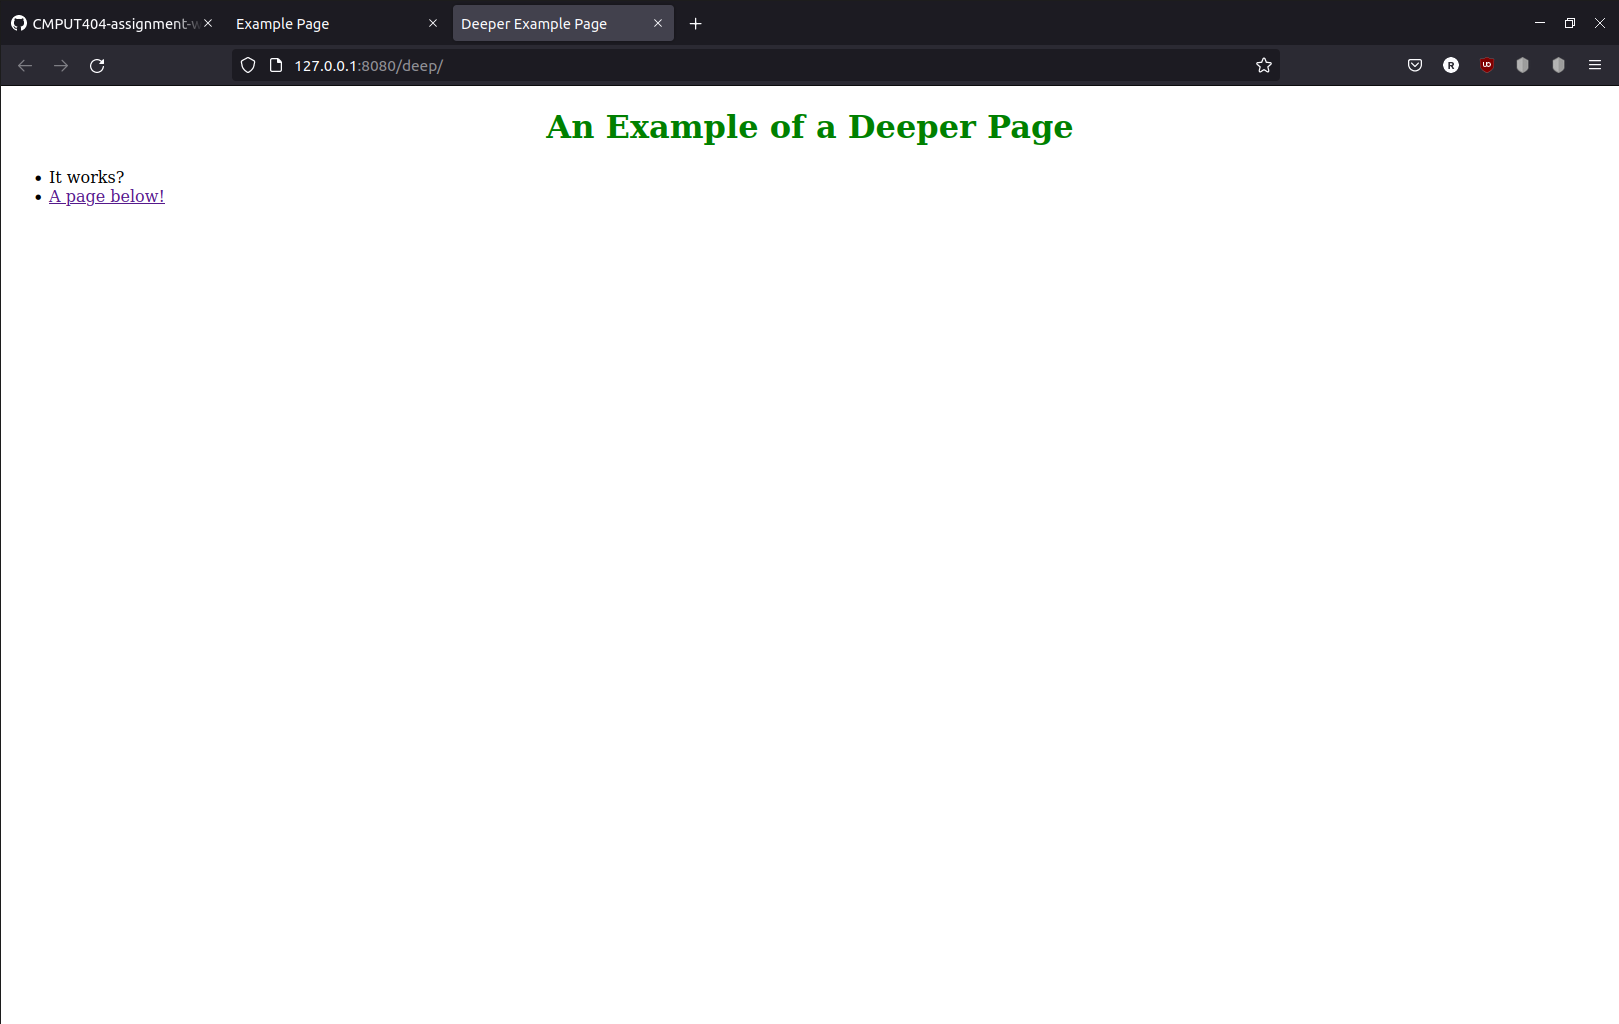 CMPUT404-assignment-w
Example Page
Deeper Example Page
127.0.0.1:8080/deep/
R
UO
An Example of a Deeper Page
It works?
A page below!